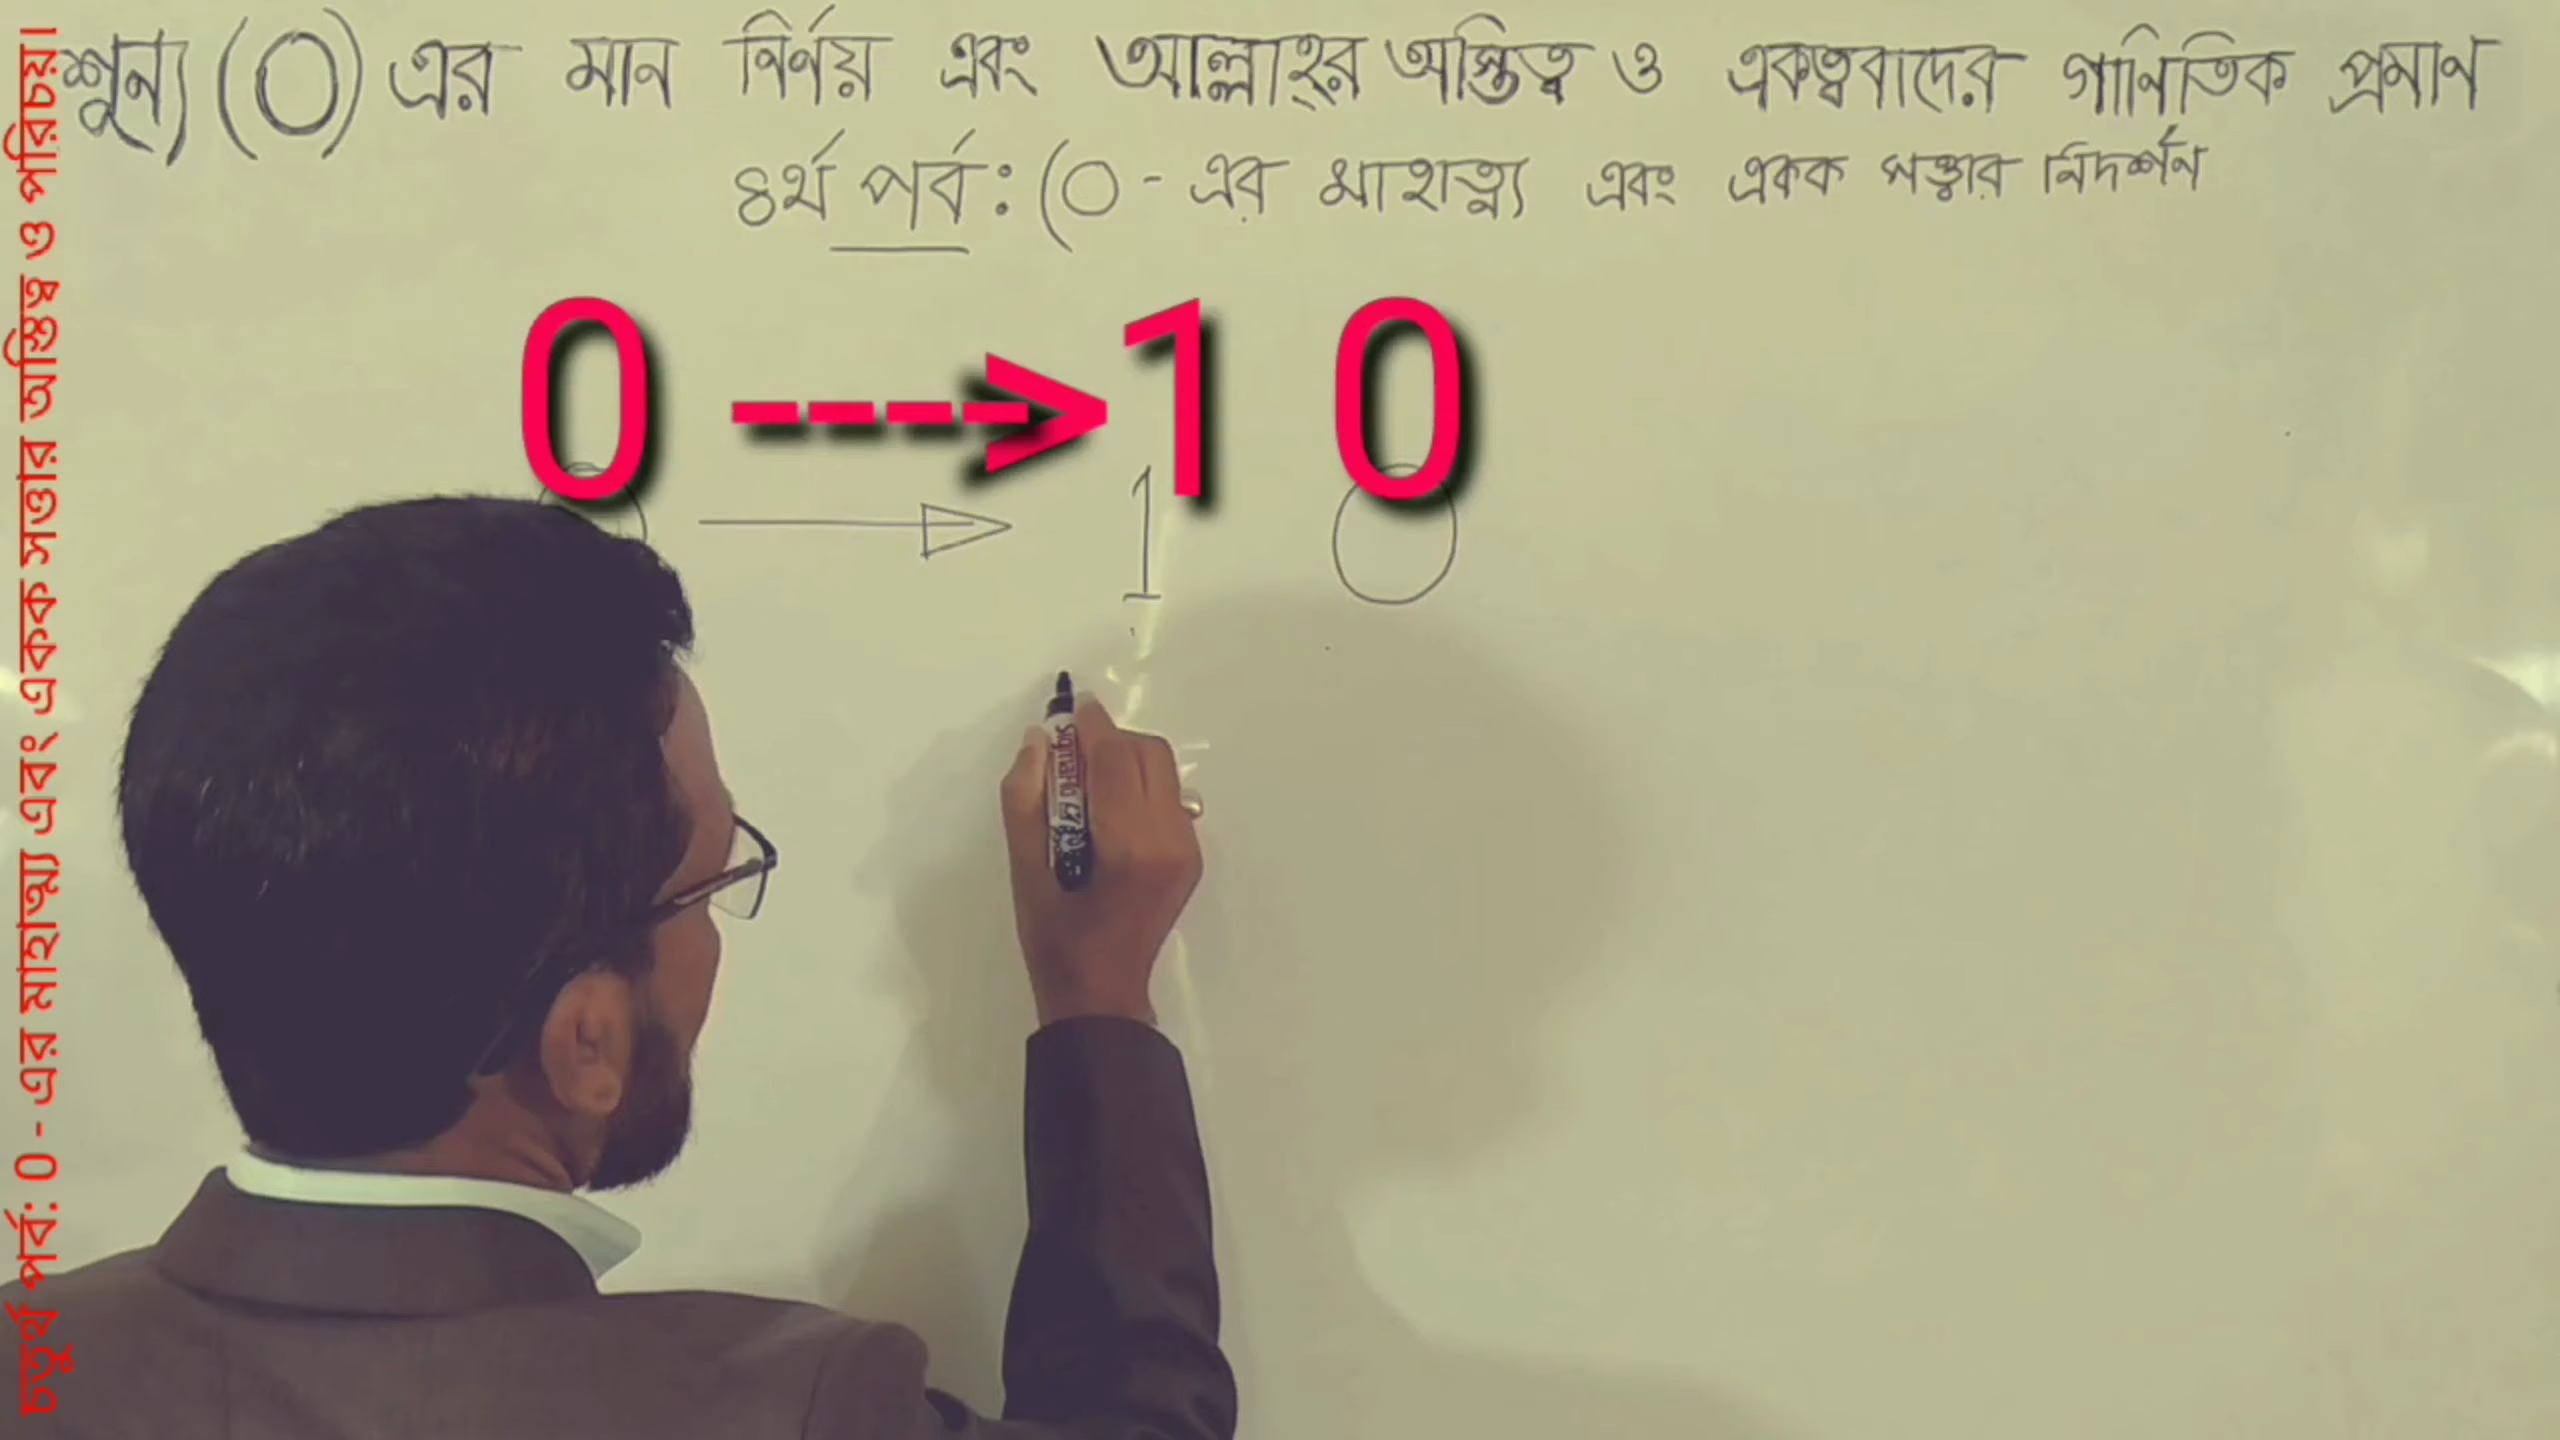 শূন্য (0) এর মান নির্ণয় এবং আল্লাহর অস্তিত্ব ও একত্ববাদের গানিতিক প্রমাণ
৪র্থ পর্ব: (0 - এর মাহাত্ম্য এবং একক সত্ত্বার নিদর্শন
0 ----> 1 0
1 0
চতুর্থ পর্ব: 0 - এর মাহাত্ম্য এবং একক সত্তার অস্তিত্ব ও পরিচয়।